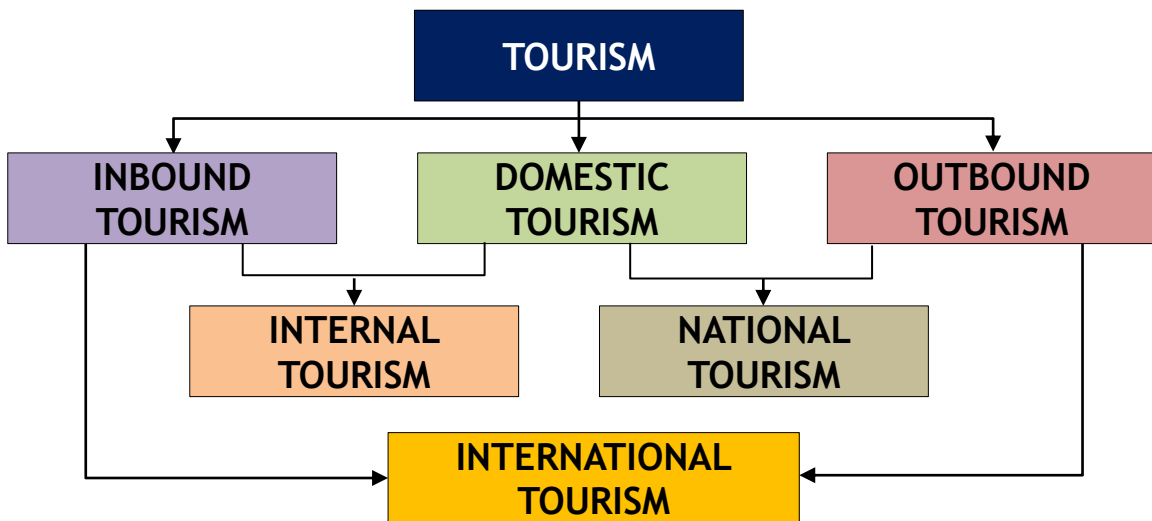 TOURISM
INBOUND
TOURISM
DOMESTIC
TOURISM
OUTBOUND
TOURISM
INTERNAL
TOURISM
NATIONAL
TOURISM
INTERNATIONAL
TOURISM